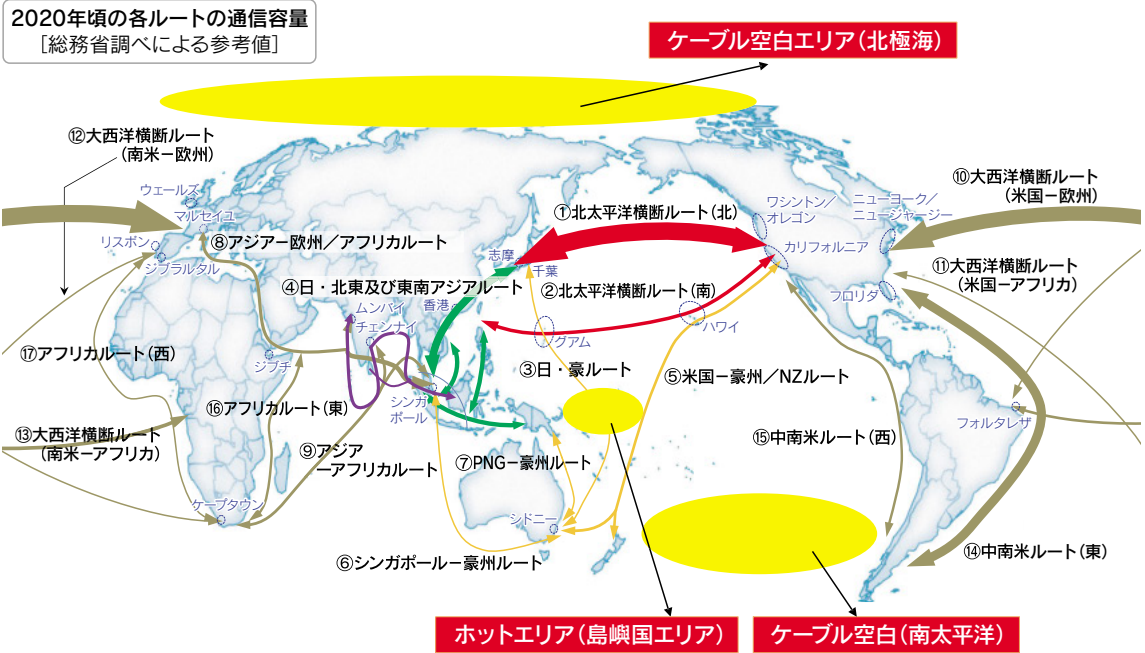 2020年頃の各ルートの通信容量
[総務省調べによる参考値]
ケーブル空白エリア(北極海)
⑫大西洋横断ルート
(南米−欧州)
ウェールズ
マルセイユ
リスボン
ジブラルタル
⑧アジア−欧州/アフリカルート
①北太平洋横断ルート(北)
ワシントン/
オレゴン
ニューヨーク/
ニュージャージー
⑩大西洋横断ルート
(米国−欧州)
カリフォルニア
志摩
千葉
④日・北東及び東南アジアルート
②北太平洋横断ルート(南)
⑪大西洋横断ルート
(米国−アフリカ)
フロリダ
ムンバイ
チェンナイ
香港
グアム
ハワイ
⑰アフリカルート(西)
ジブチ
③日・豪ルート
⑤米国−豪州/NZルート
シンガ
ポール
⑯アフリカルート(東)
フォルタレザ
⑬大西洋横断ルート
(南米−アフリカ)
⑨アジア
−アフリカルート
⑦PNG−豪州ルート
⑮中南米ルート(西)
ケープタウン
シドニー
⑥シンガポール−豪州ルート
⑭中南米ルート(東)
ホットエリア(島嶼国エリア)
ケーブル空白(南太平洋)